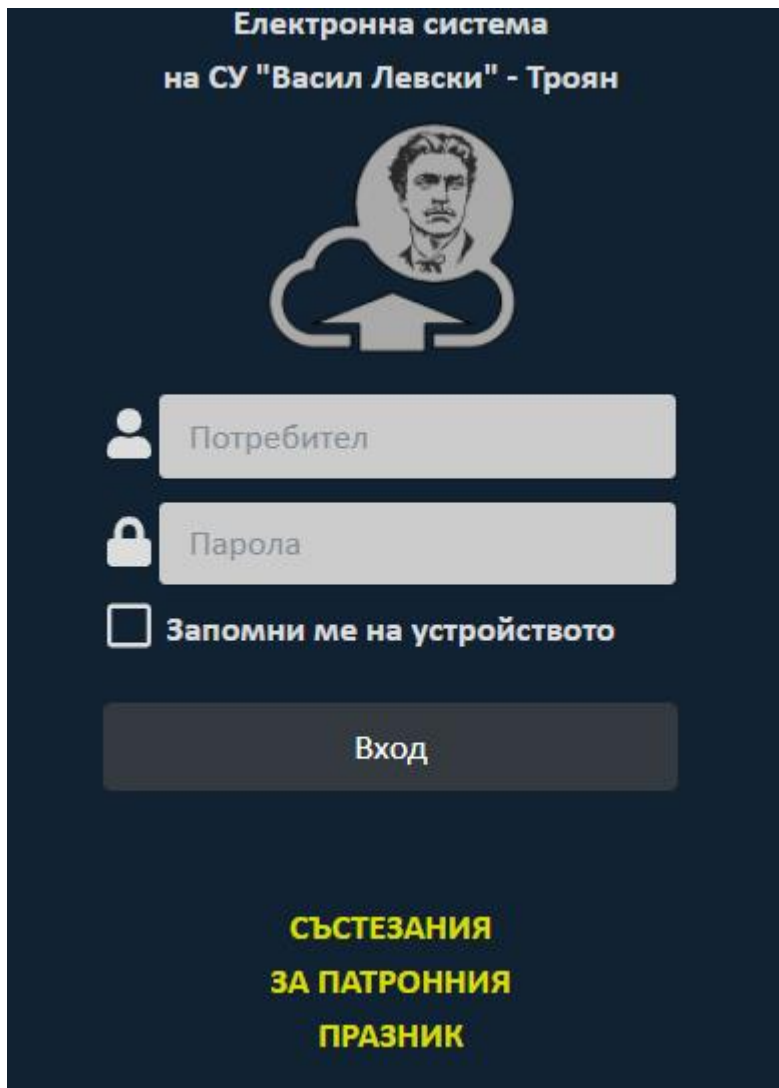 Електронна система
на СУ "Васил Левски" - Троян
Потребител
Парола
Запомни ме на устройството
Вход
СЪСТЕЗАНИЯ
ЗА ПАТРОННИЯ
ПРАЗНИК